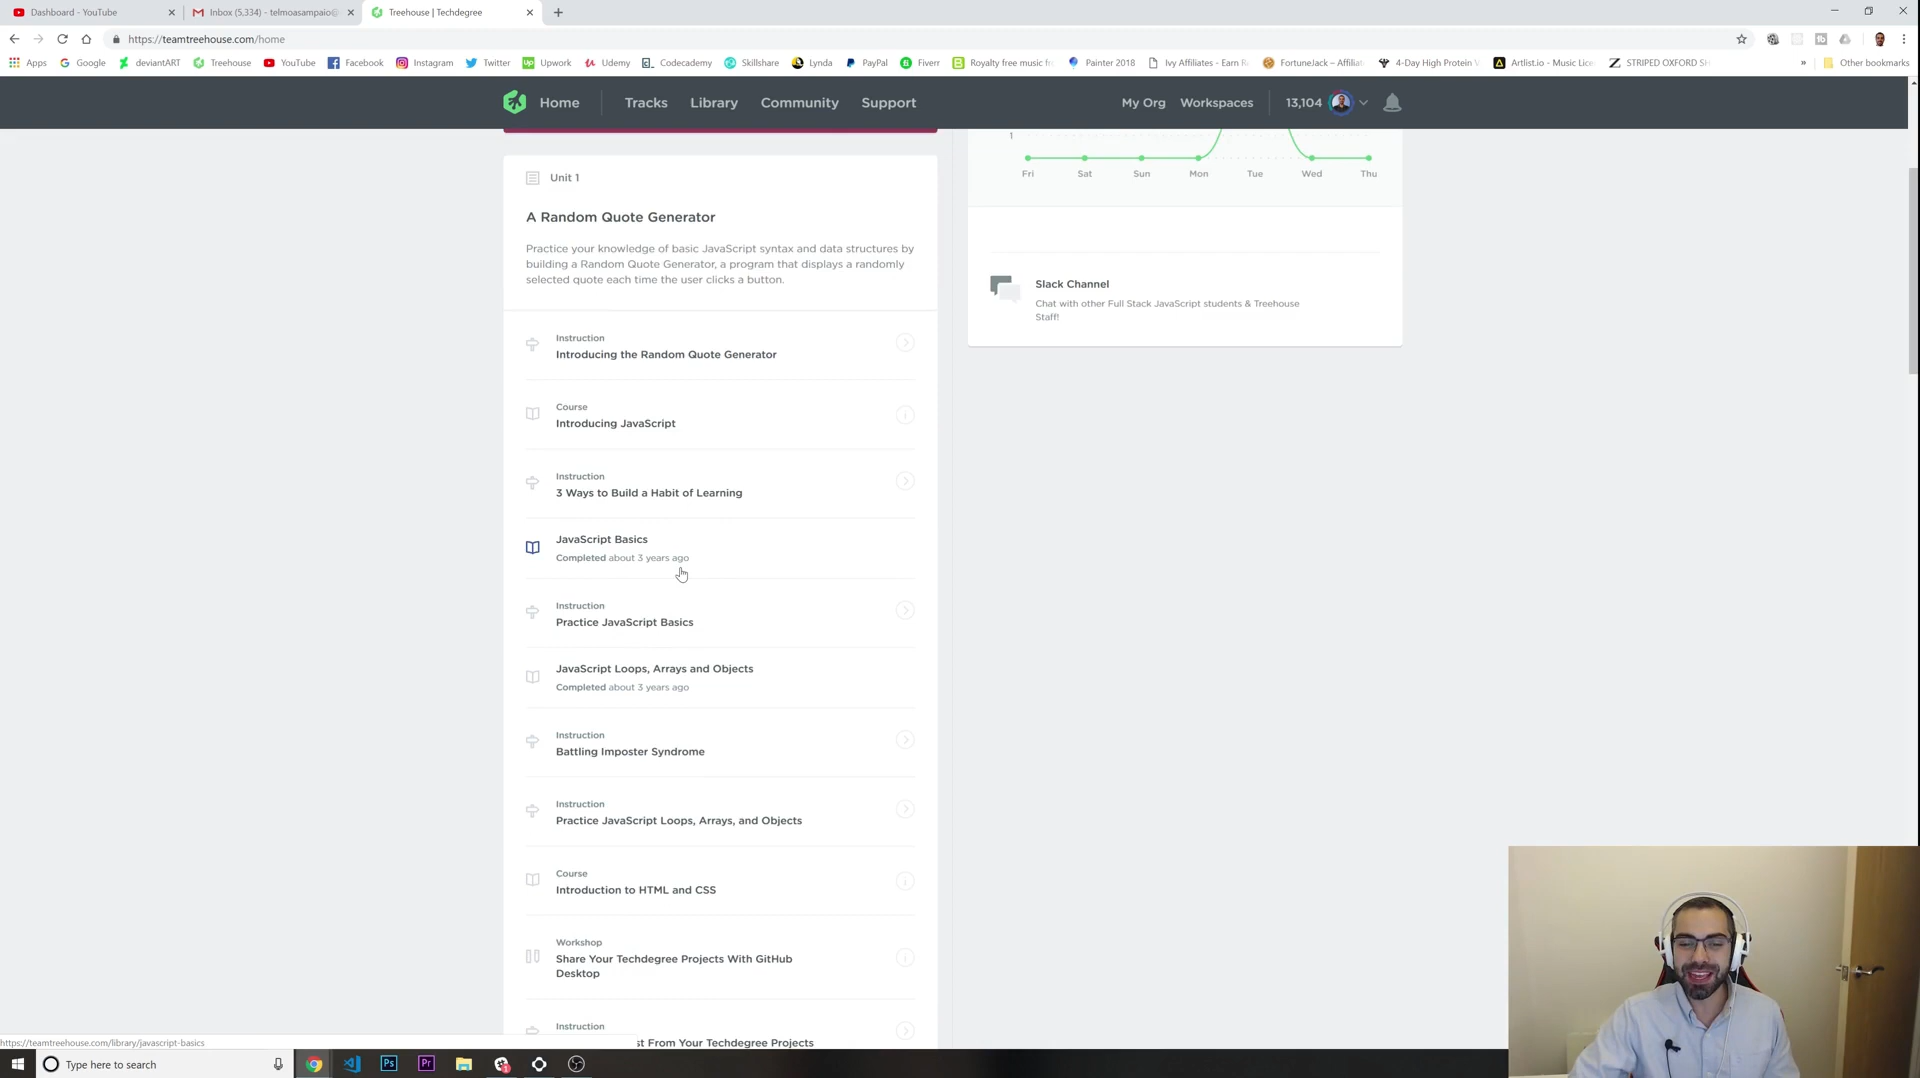 Dashboard - YouTube
Inbox (5,334) - telmoasampaio@
Treehouse | Techdegree
https://teamtreehouse.com/home
Apps
Google
deviantART
Treehouse
YouTube
Facebook
Instagram
Twitter
Upwork
Udemy
Codecademy
Skillshare
Lynda
PayPal
Fiverr
Royalty free music fr
Painter 2018
Ivy Affiliates - Earn R
FortuneJack – Affiliat
4-Day High Protein V
Artlist.io - Music Lice
STRIPED OXFORD SH
»
Other bookmarks
Home
Tracks
Library
Community
Support
My Org
Workspaces
13,104
1
Fri Sat Sun Mon Tue Wed Thu
Unit 1
A Random Quote Generator
Practice your knowledge of basic JavaScript syntax and data structures by
building a Random Quote Generator, a program that displays a randomly
selected quote each time the user clicks a button.
Slack Channel
Chat with other Full Stack JavaScript students & Treehouse
Staff!
Instruction
Introducing the Random Quote Generator
Course
Introducing JavaScript
Instruction
3 Ways to Build a Habit of Learning
JavaScript Basics
Completed about 3 years ago
Instruction
Practice JavaScript Basics
JavaScript Loops, Arrays and Objects
Completed about 3 years ago
Instruction
Battling Imposter Syndrome
Instruction
Practice JavaScript Loops, Arrays, and Objects
Course
Introduction to HTML and CSS
Workshop
Share Your Techdegree Projects With GitHub
Desktop
Instruction
st From Your Techdegree Projects
https://teamtreehouse.com/library/javascript-basics
Type here to search
Ps
Pr
1